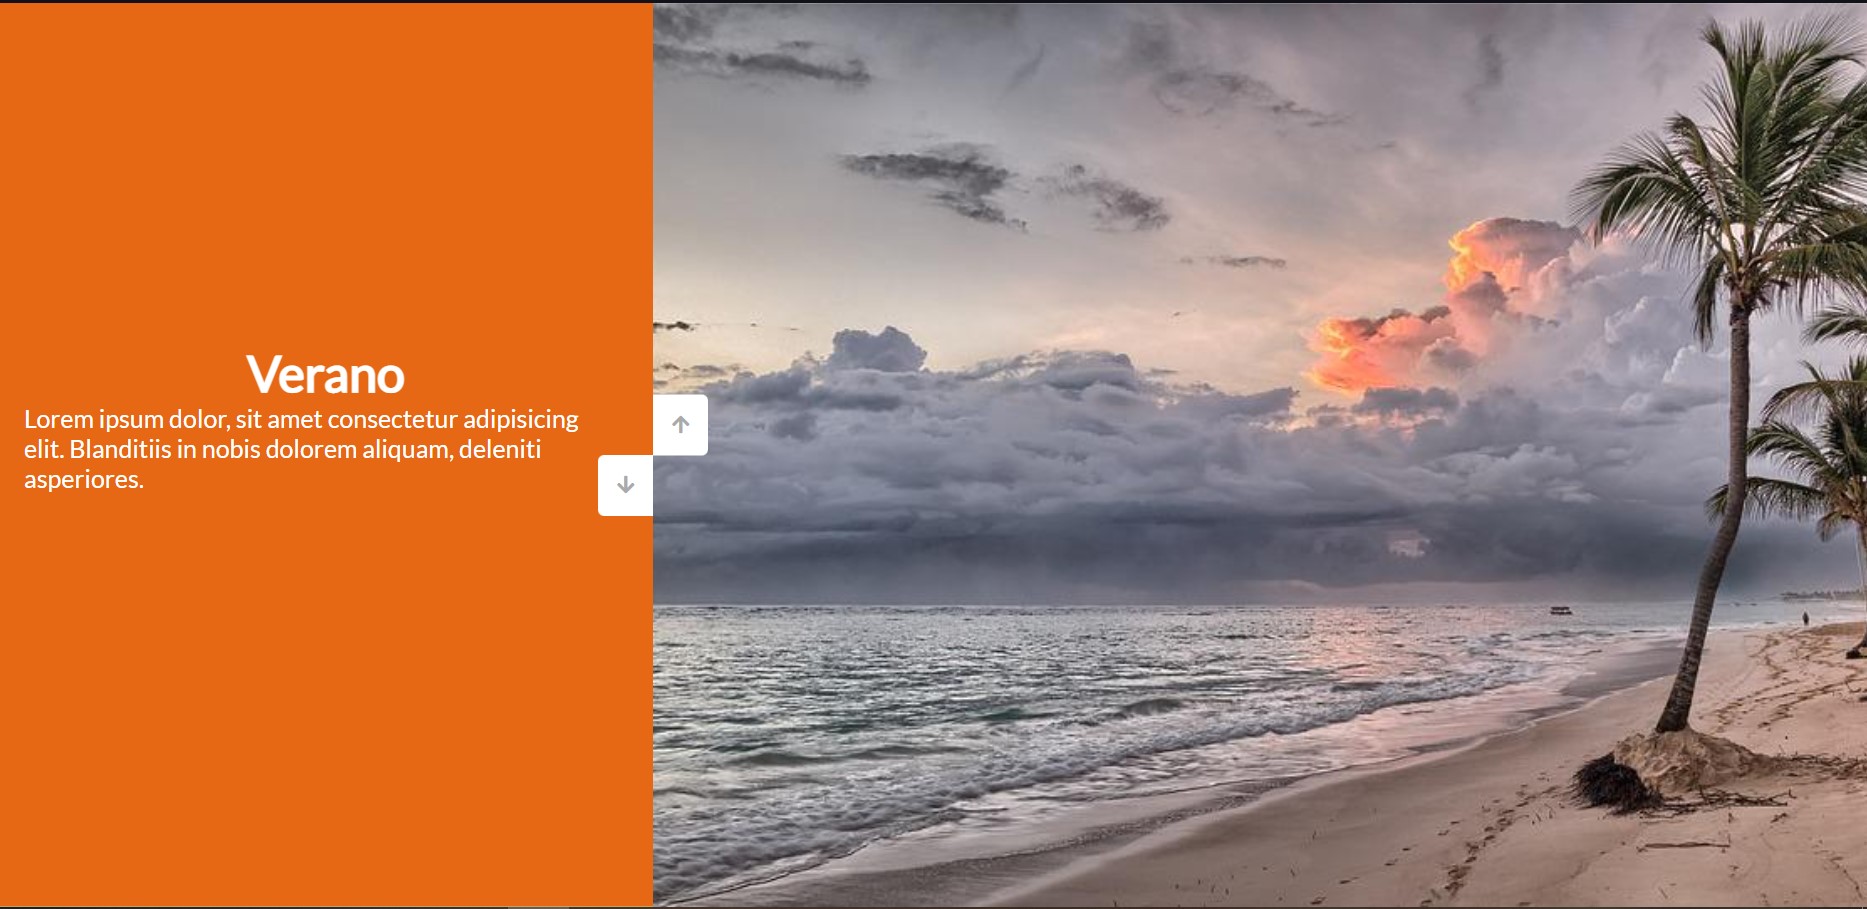 Verano
Lorem ipsum dolor, sit amet consectetur adipisicing
elit. Blanditiis in nobis dolorem aliquam, deleniti
asperiores.